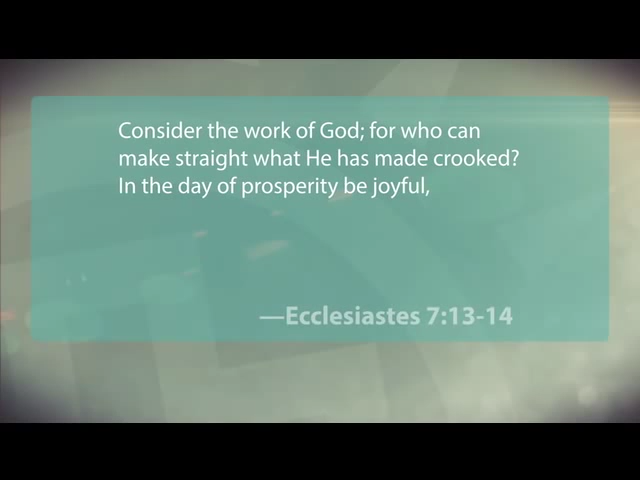 Consider the work of God; for who can
make straight what He has made crooked?
In the day of prosperity be joyful,
—Ecclesiastes 7:13-14